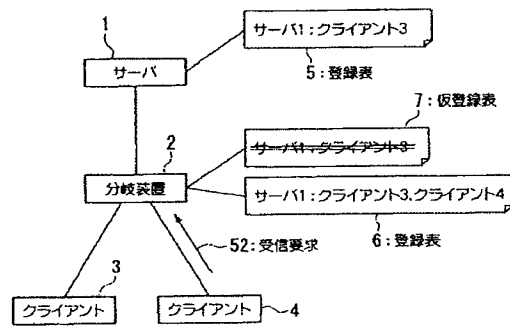 1
サーバ
サーバ1:クライアント3
5:登録表
7:仮登録表
サーバ1:クライアント3
2
分岐装置
サーバ1:クライアント3、クライアント4
6:登録表
52:受信要求
3
クライアント
クライアント
4